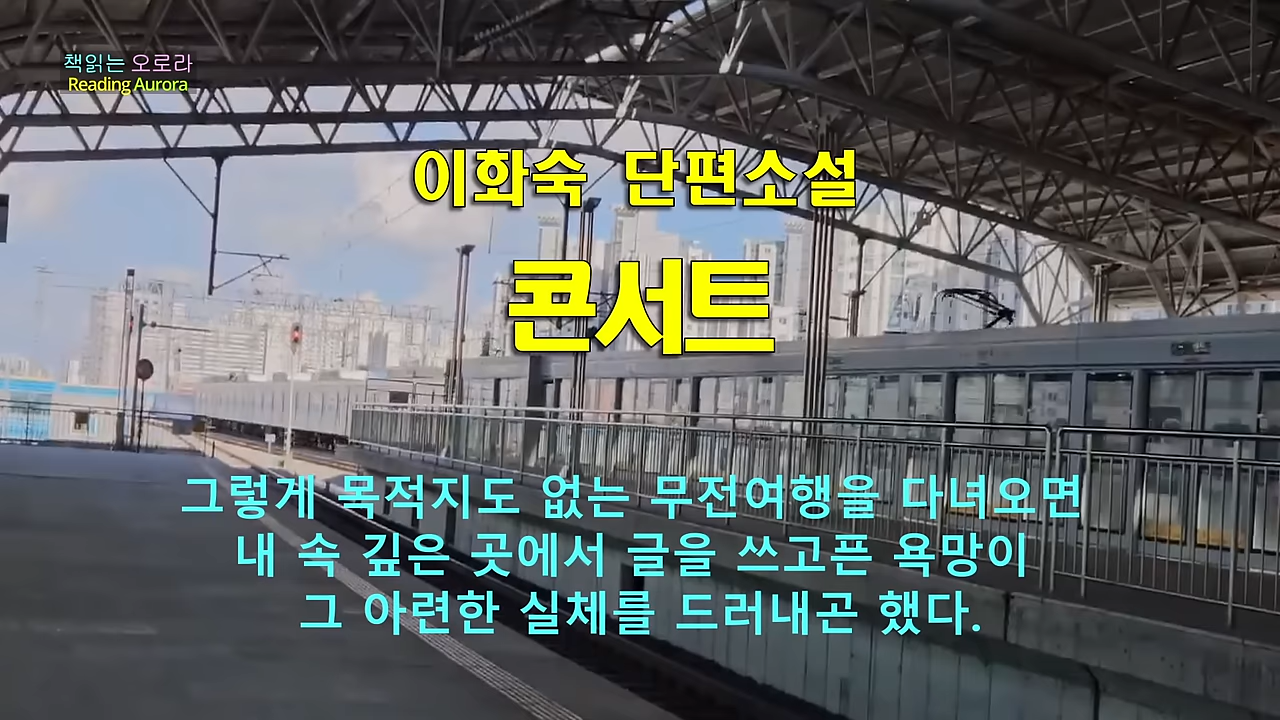 책읽는 오로라
Reading Aurora
이화숙 단편소설
콘서트
그렇게 목적지도 없는 무전여행을 다녀오면
내 속 깊은 곳에서 글을 쓰고픈 욕망이
그 아련한 실체를 드러내곤 했다.